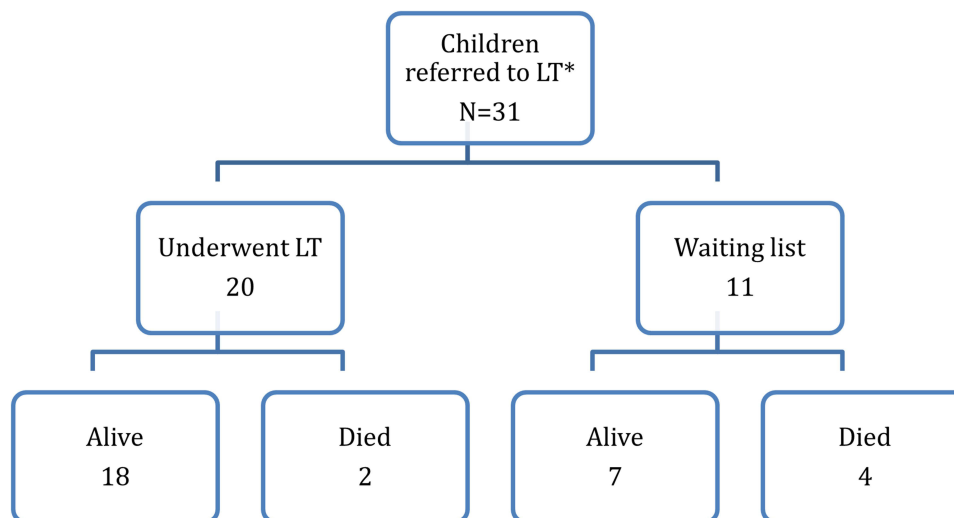 Children
referred to LT*
N=31
Underwent LT
20
Waiting list
11
Alive
18
Died
2
Alive
7
Died
4